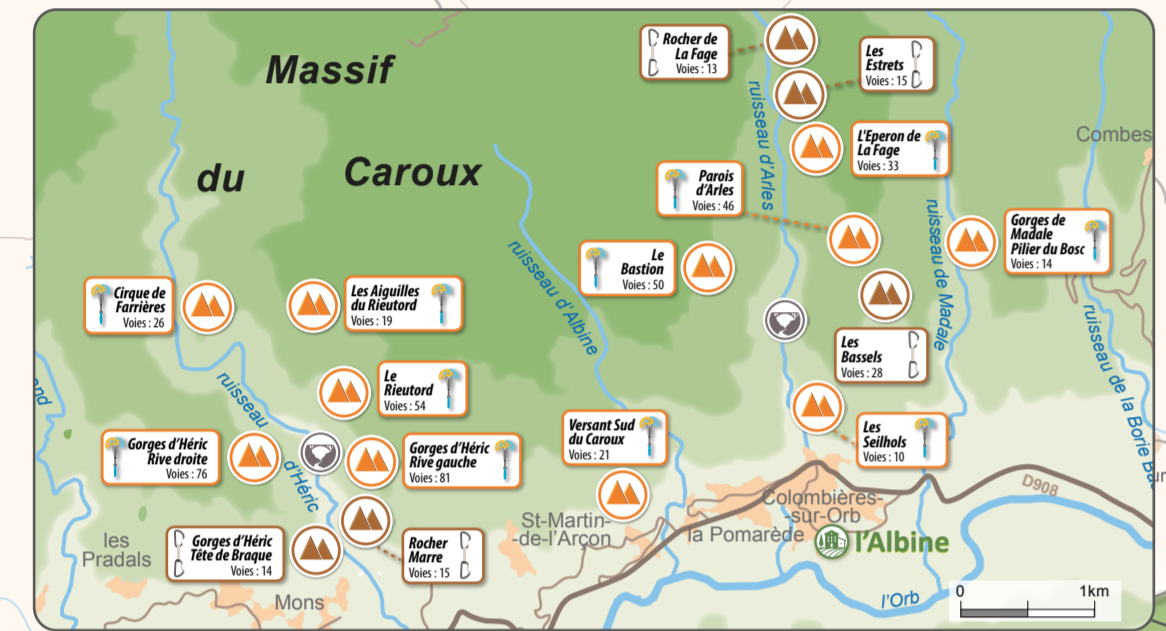 Massif
du
Caroux
Rocher de
La Fage
Voies : 13
Les
Estrets
Voies : 15
L'Eperon de
La Fage
Voies : 33
Combes
ruisseau d'Arles
Parois
d'Arles
Voies : 46
ruisseau de Madale
Gorges de
Madale
Pilier du Bosc
Voies : 14
Le
Bastion
Voies : 50
ruisseau d'Albine
Cirque de
Farrières
Voies : 26
Les Aiguilles
du Rieutord
Voies : 19
Les
Bassels
Voies : 28
ruisseau de la Borie
Le
Rieutord
Voies : 54
ruisseau
d'Héric
Gorges d'Héric
Rive droite
Voies : 76
Gorges d'Héric
Rive gauche
Voies : 81
Versant Sud
du Caroux
Voies : 21
Les
Seilhols
Voies : 10
D908
Colombières-
-sur-Orb
la Pomarède
l'Albine
St-Martin-
-de-l'Arçon
les
Pradals
Gorges d'Héric
Tête de Braque
Voies : 14
Rocher
Marre
Voies : 15
Mons
l'Orb
0 1km